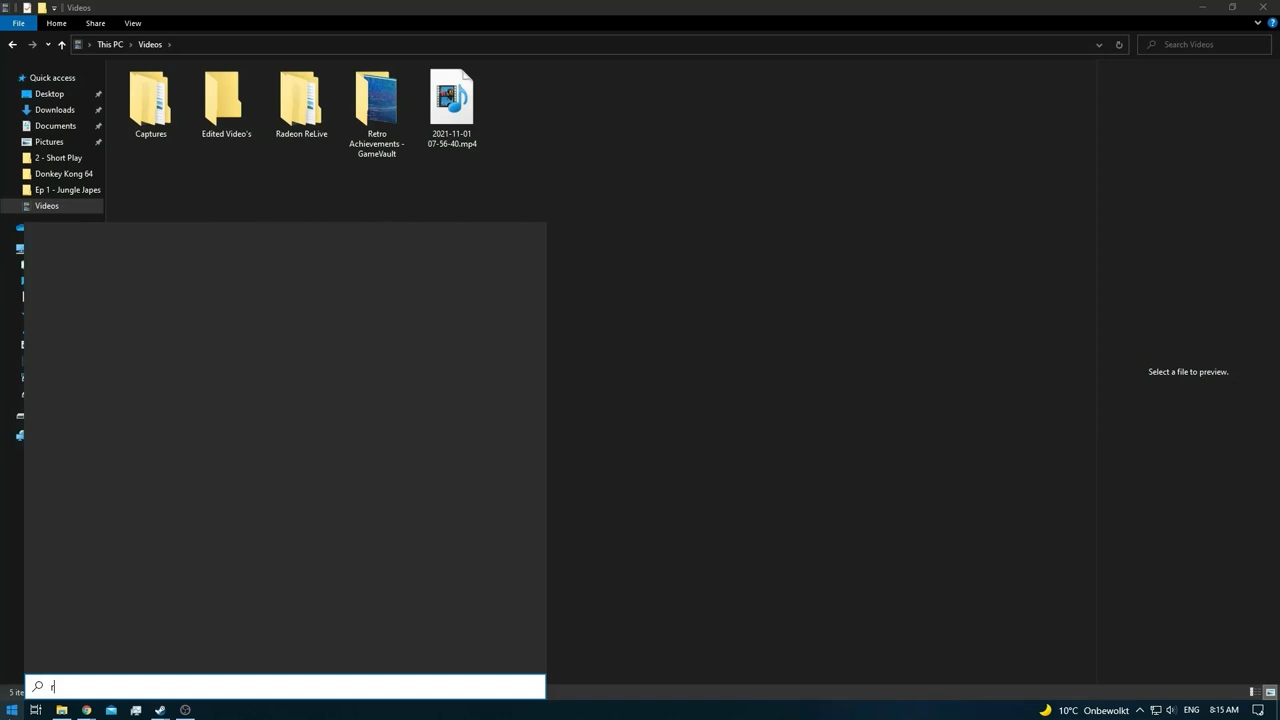 Videos
File
Home
Share
View
This PC
Videos
Search Videos
Quick access
Desktop
Downloads
Documents
Pictures
2 - Short Play
Donkey Kong 64
Ep 1 - Jungle Japes
Videos
Captures
Edited Video's
Radeon ReLive
Retro
Achievements -
GameVault
2021-11-01
07-56-40.mp4
Select a file to preview.
r
5 ite
10°C Onbewolkt
ENG
8:15 AM